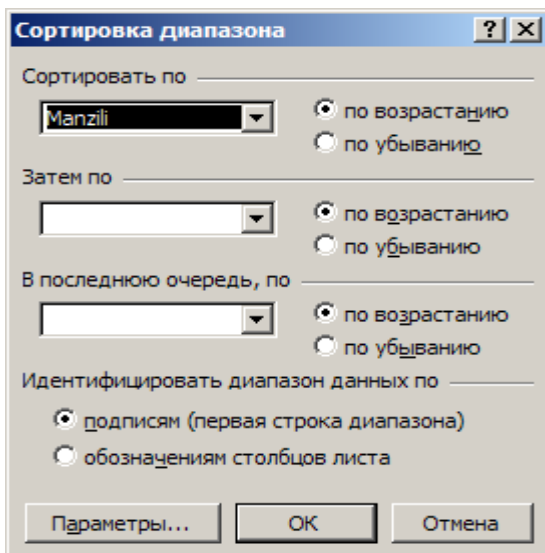 Сортировка диапазона
Сортировать по
Manzili
по возрастанию
по убыванию
Затем по
по возрастанию
по убыванию
В последнюю очередь, по
по возрастанию
по убыванию
Идентифицировать диапазон данных по
подписям (первая строка диапазона)
обозначениям столбцов листа
Параметры... ОК Отмена